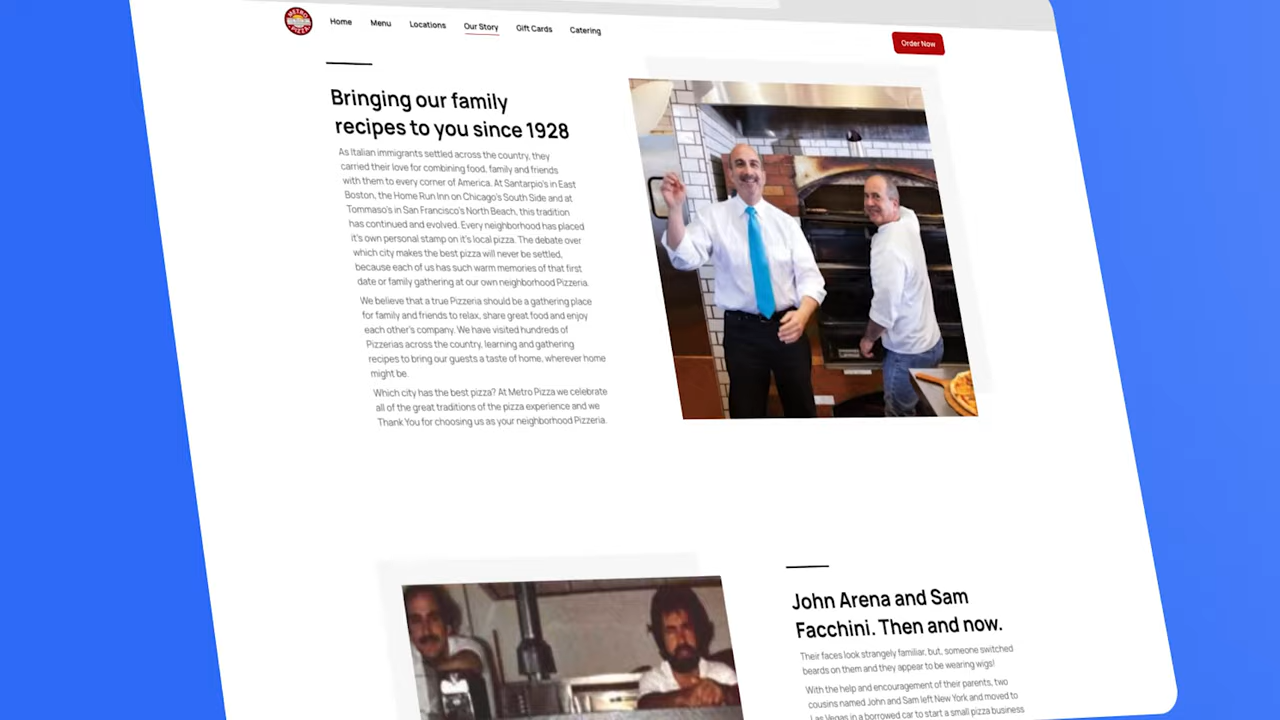 METRO
PIZZA
Home Menu Locations Our Story Gift Cards Catering
Order Now
Bringing our family
recipes to you since 1928
As Italian immigrants settled across the country, they
carried their love for combining food, family and friends
with them to every corner of America. At Santarpio's in East
Boston, the Home Run Inn on Chicago's South Side and at
Tommaso's in San Francisco's North Beach, this tradition
has continued and evolved. Every neighborhood has placed
it's own personal stamp on it's local pizza. The debate over
which city makes the best pizza will never be settled,
because each of us has such warm memories of that first
date or family gathering at our own neighborhood Pizzeria.
We believe that a true Pizzeria should be a gathering place
for family and friends to relax, share great food and enjoy
each other's company. We have visited hundreds of
Pizzerias across the country, learning and gathering
recipes to bring our guests a taste of home, wherever home
might be.
Which city has the best pizza? At Metro Pizza we celebrate
all of the great traditions of the pizza experience and we
Thank You for choosing us as your neighborhood Pizzeria.
John Arena and Sam
Facchini. Then and now.
Their faces look strangely familiar, but, someone switched
beards on them and they appear to be wearing wigs!
With the help and encouragement of their parents, two
cousins named John and Sam left New York and moved to
Las Vegas in a borrowed car to start a small pizza business